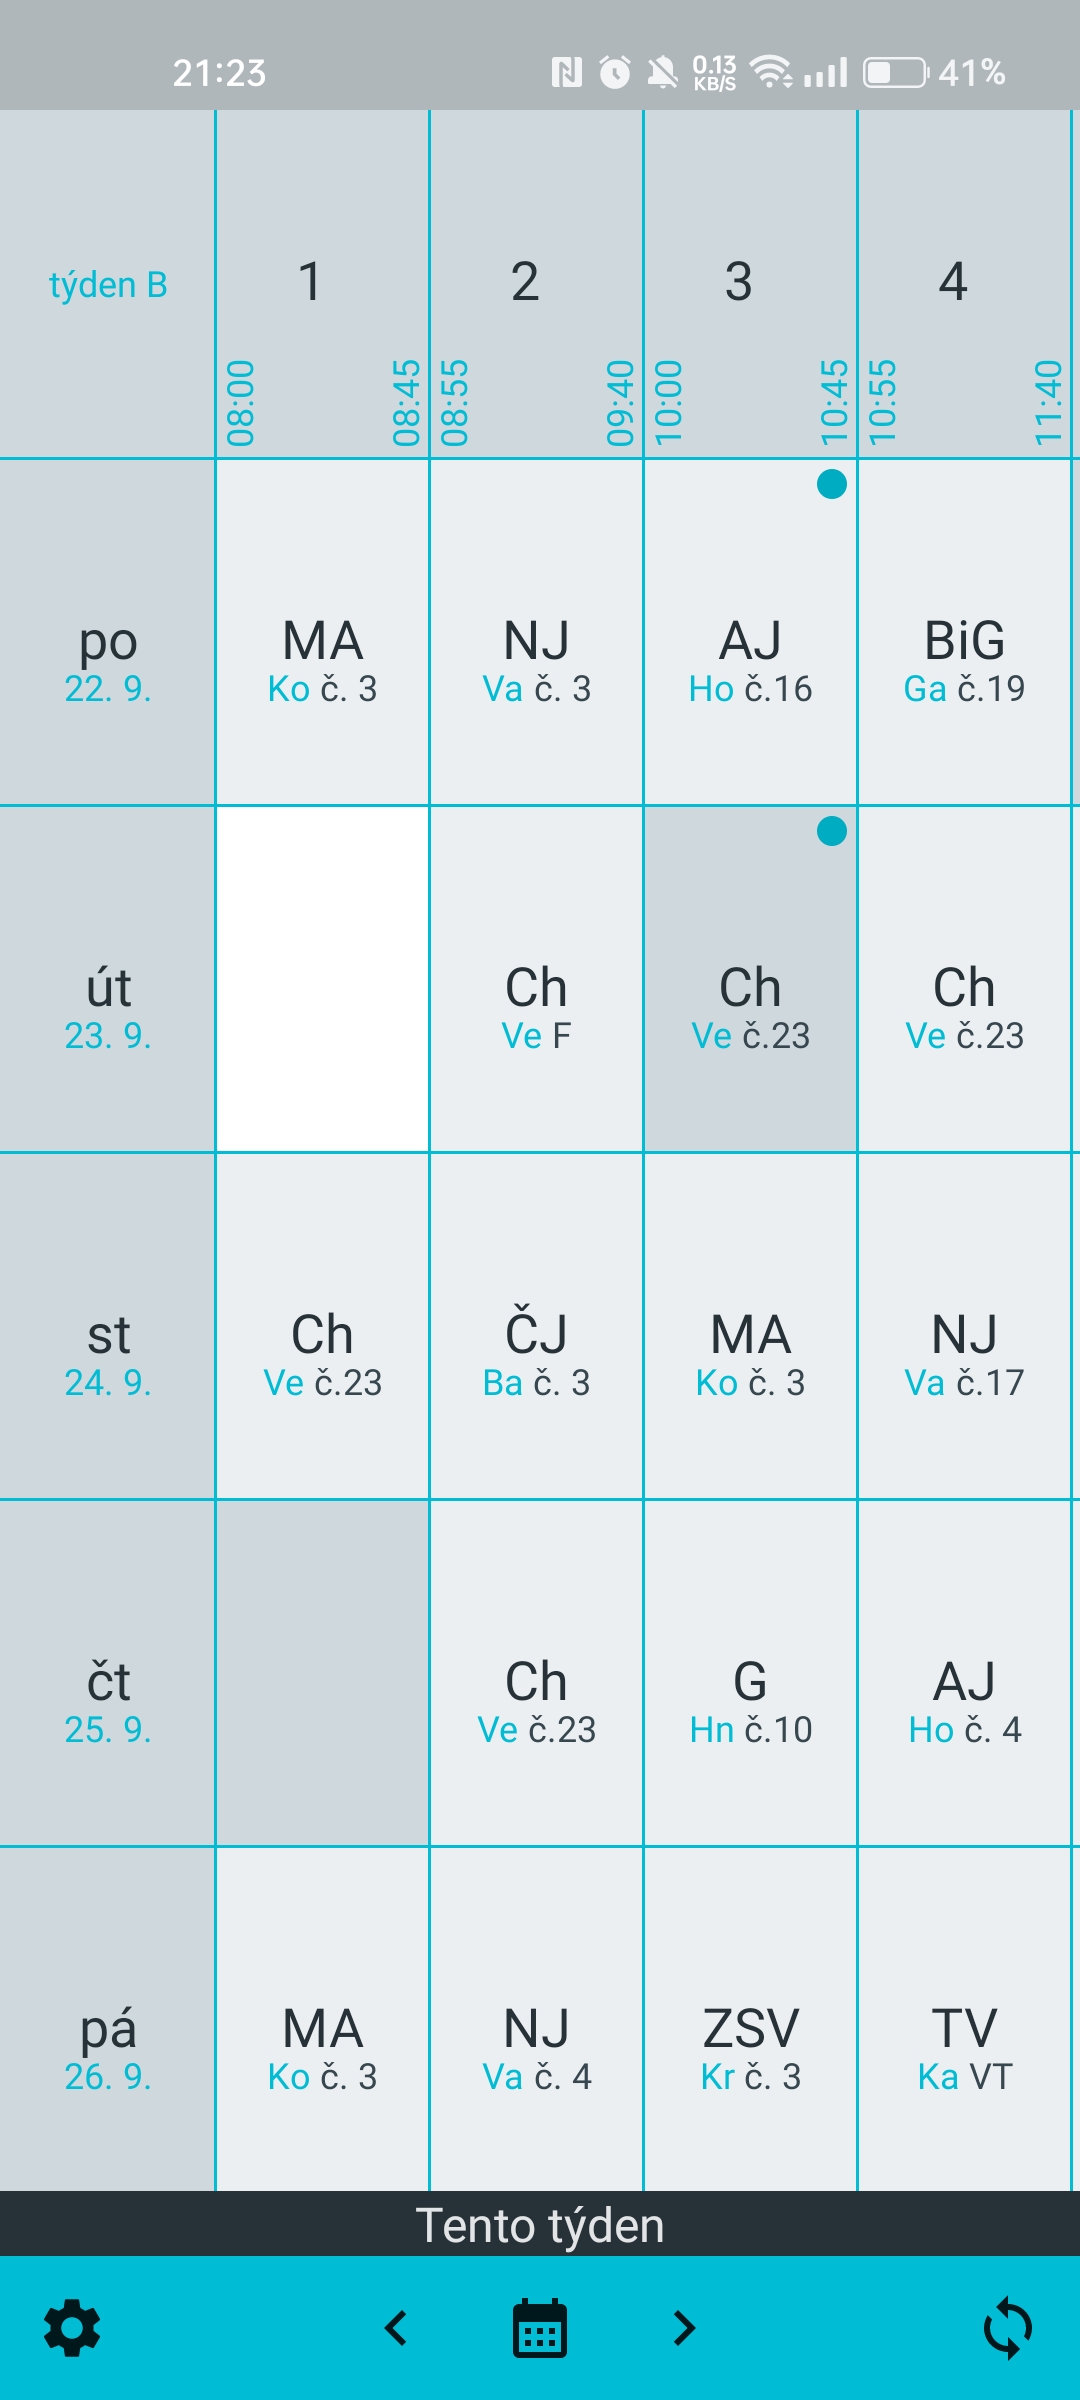 21:23
0.13
KB/S
41%
týden B
1
2
3
4
08:00
08:45
08:55
09:40
10:00
10:45
10:55
11:40
po
22. 9.
MA
Ko č. 3
NJ
Va č. 3
AJ
Ho č.16
BiG
Ga č.19
út
23. 9.
Ch
Ve F
Ch
Ve č.23
Ch
Ve č.23
st
24. 9.
Ch
Ve č.23
ČJ
Ba č. 3
MA
Ko č. 3
NJ
Va č.17
čt
25. 9.
Ch
Ve č.23
G
Hn č.10
AJ
Ho č. 4
pá
26. 9.
MA
Ko č. 3
NJ
Va č. 4
ZSV
Kr č. 3
TV
Ka VT
Tento týden